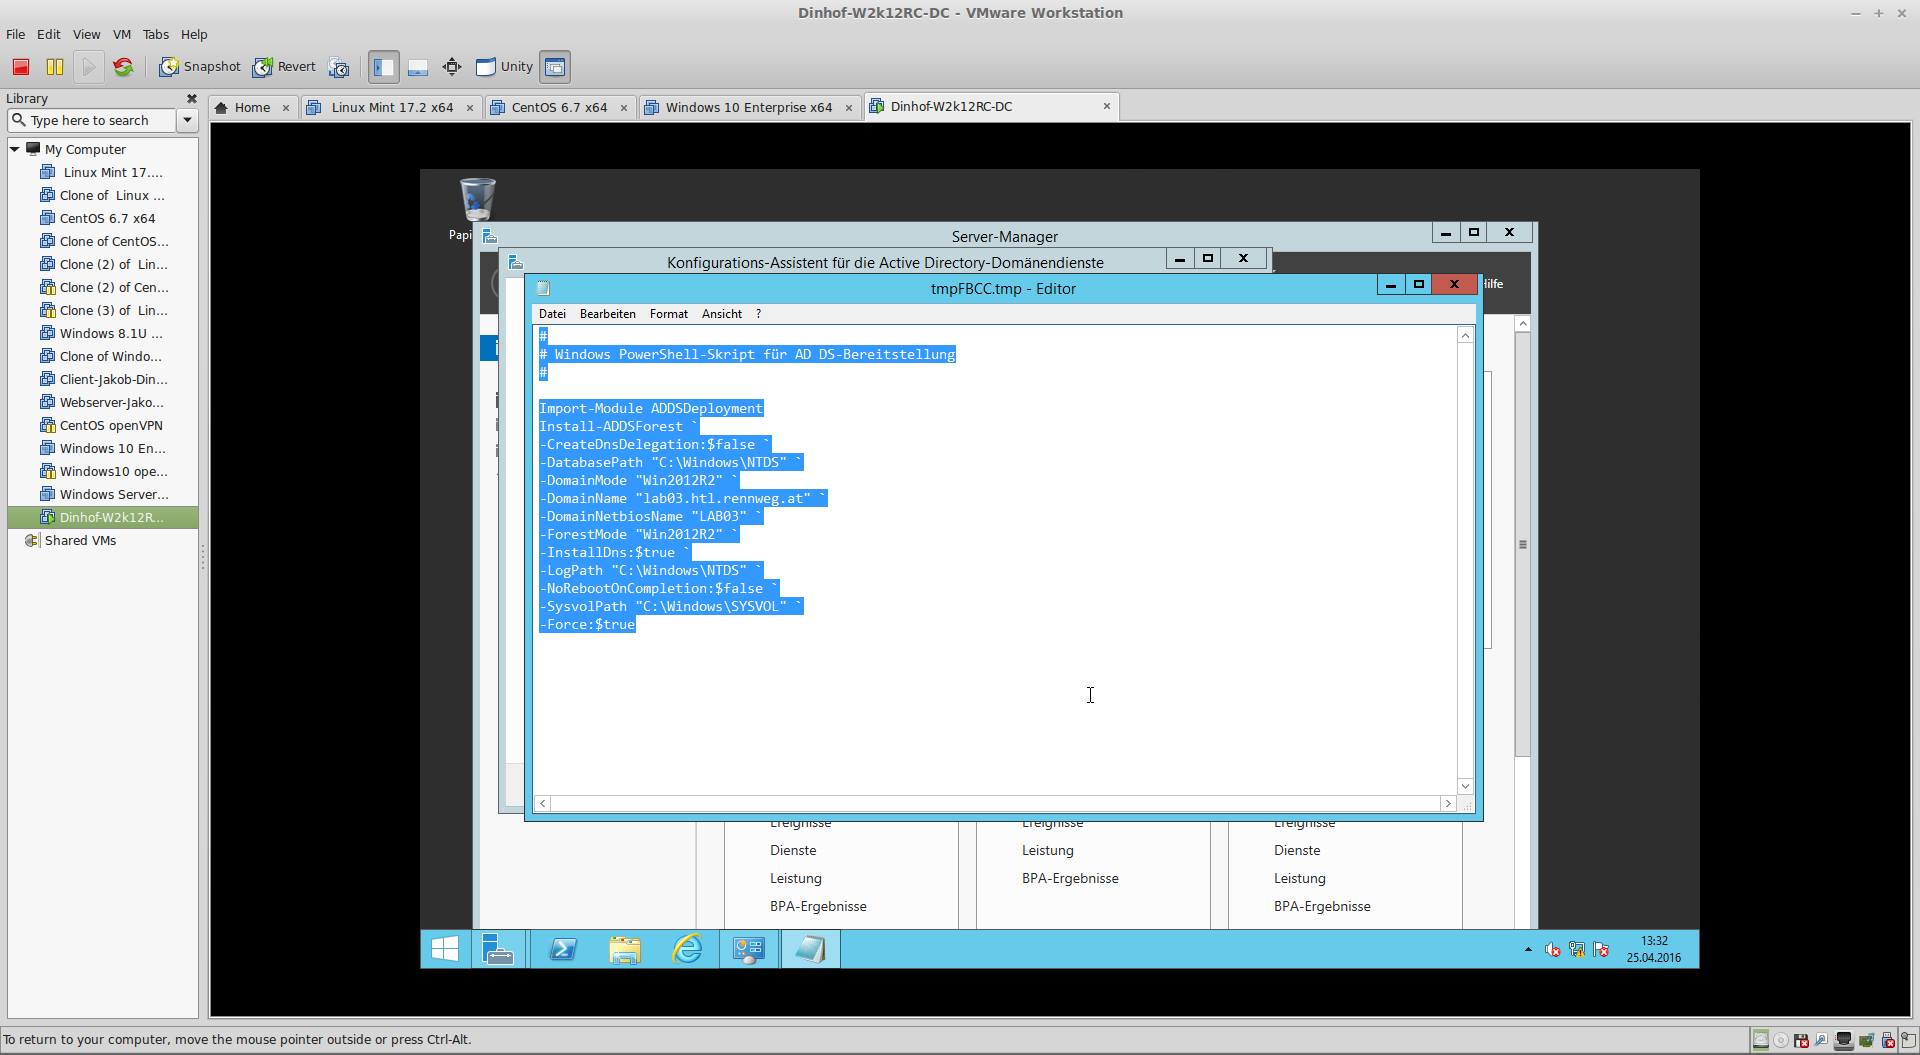 Dinhof-W2k12RC-DC - VMware Workstation
File Edit View VM Tabs Help
Snapshot Revert Unity
Library
Type here to search
Home
Linux Mint 17.2 x64
CentOS 6.7 x64
Windows 10 Enterprise x64
Dinhof-W2k12RC-DC
My Computer
Linux Mint 17....
Clone of Linux ...
CentOS 6.7 x64
Clone of CentOS...
Clone (2) of Lin...
Clone (2) of Cen...
Clone (3) of Lin...
Windows 8.1U ...
Clone of Windo...
Client-Jakob-Din...
Webserver-Jako...
CentOS openVPN
Windows 10 En...
Windows10 ope...
Windows Server...
Dinhof-W2k12R...
Shared VMs
Papi
Server-Manager
Konfigurations-Assistent für die Active Directory-Domänendienste
ilfe
tmpFBCC.tmp - Editor
Datei Bearbeiten Format Ansicht ?
#
# Windows PowerShell-Skript für AD DS-Bereitstellung
#
Import-Module ADDSDeployment
Install-ADDSForest `
-CreateDnsDelegation:$false `
-DatabasePath "C:\Windows\NTDS" `
-DomainMode "Win2012R2" `
-DomainName "lab03.htl.rennweg.at" `
-DomainNetbiosName "LAB03" `
-ForestMode "Win2012R2" `
-InstallDns:$true `
-LogPath "C:\Windows\NTDS" `
-NoRebootOnCompletion:$false `
-SysvolPath "C:\Windows\SYSVOL" `
-Force:$true
Ereignisse Ereignisse Ereignisse
Dienste Leistung Dienste
Leistung BPA-Ergebnisse Leistung
BPA-Ergebnisse BPA-Ergebnisse
13:32
25.04.2016
To return to your computer, move the mouse pointer outside or press Ctrl-Alt.